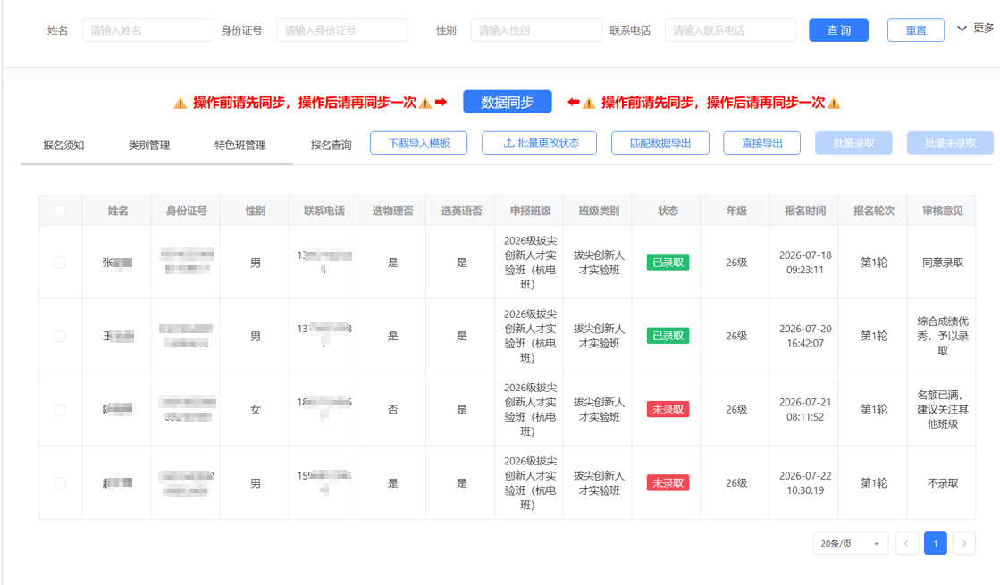 姓名 请输入姓名 身份证号 请输入身份证号 性别 请输入性别 联系电话 请输入联系电话 查 询 重置 更多
⚠️ 操作前请先同步，操作后请再同步一次⚠️➡ 数据同步 ⬅⚠️ 操作前请先同步，操作后请再同步一次⚠️
报名须知 类别管理 特色班管理 报名查询 下载导入模板 批量更改状态 匹配数据导出 直接导出 批量录取 批量未录取
姓名 身份证号 性别 联系电话 选物理否 选英语否 申报班级 班级类别 状态 年级 报名时间 报名轮次 审核意见
张 男 13 是 是 2026级拔尖
创新人才实
验班（杭电
班） 拔尖创新人
才实验班 已录取 26级 2026-07-18
09:23:11 第1轮 同意录取
王 男 是 是 2026级拔尖
创新人才实
验班（杭电
班） 拔尖创新人
才实验班 已录取 26级 2026-07-20
16:42:07 第1轮 综合成绩优
秀，予以录
取
女 18 否 是 2026级拔尖
创新人才实
验班（杭电
班） 拔尖创新人
才实验班 未录取 26级 2026-07-21
08:11:52 第1轮 名额已满，
建议关注其
他班级
男 是 是 2026级拔尖
创新人才实
验班（杭电
班） 拔尖创新人
才实验班 未录取 26级 2026-07-22
10:30:19 第1轮 不录取
20条/页 1